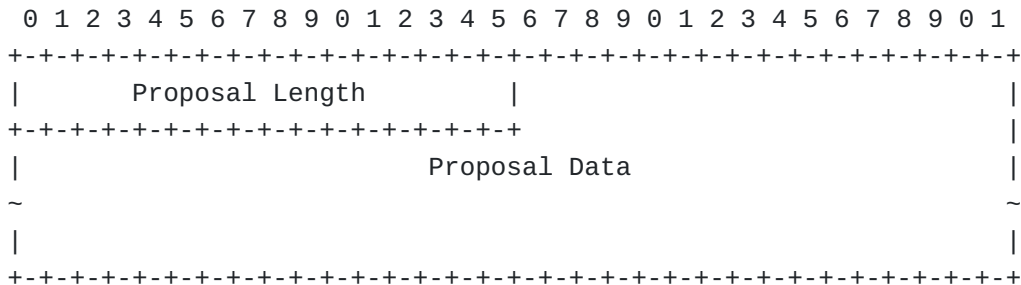 0 1 2 3 4 5 6 7 8 9 0 1 2 3 4 5 6 7 8 9 0 1 2 3 4 5 6 7 8 9 0 1
+-+-+-+-+-+-+-+-+-+-+-+-+-+-+-+-+-+-+-+-+-+-+-+-+-+-+-+-+-+-+-+-+
|       Proposal Length         |                               |
+-+-+-+-+-+-+-+-+-+-+-+-+-+-+-+-+                               |
|                          Proposal Data                        |
~                                                               ~
|                                                               |
+-+-+-+-+-+-+-+-+-+-+-+-+-+-+-+-+-+-+-+-+-+-+-+-+-+-+-+-+-+-+-+-+